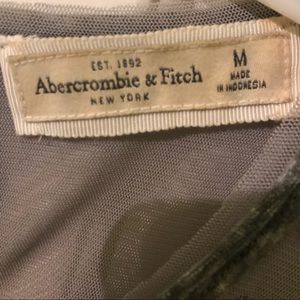 EST. 1892
Abercrombie & Fitch
NEW YORK
M
MADE
IN INDONESIA